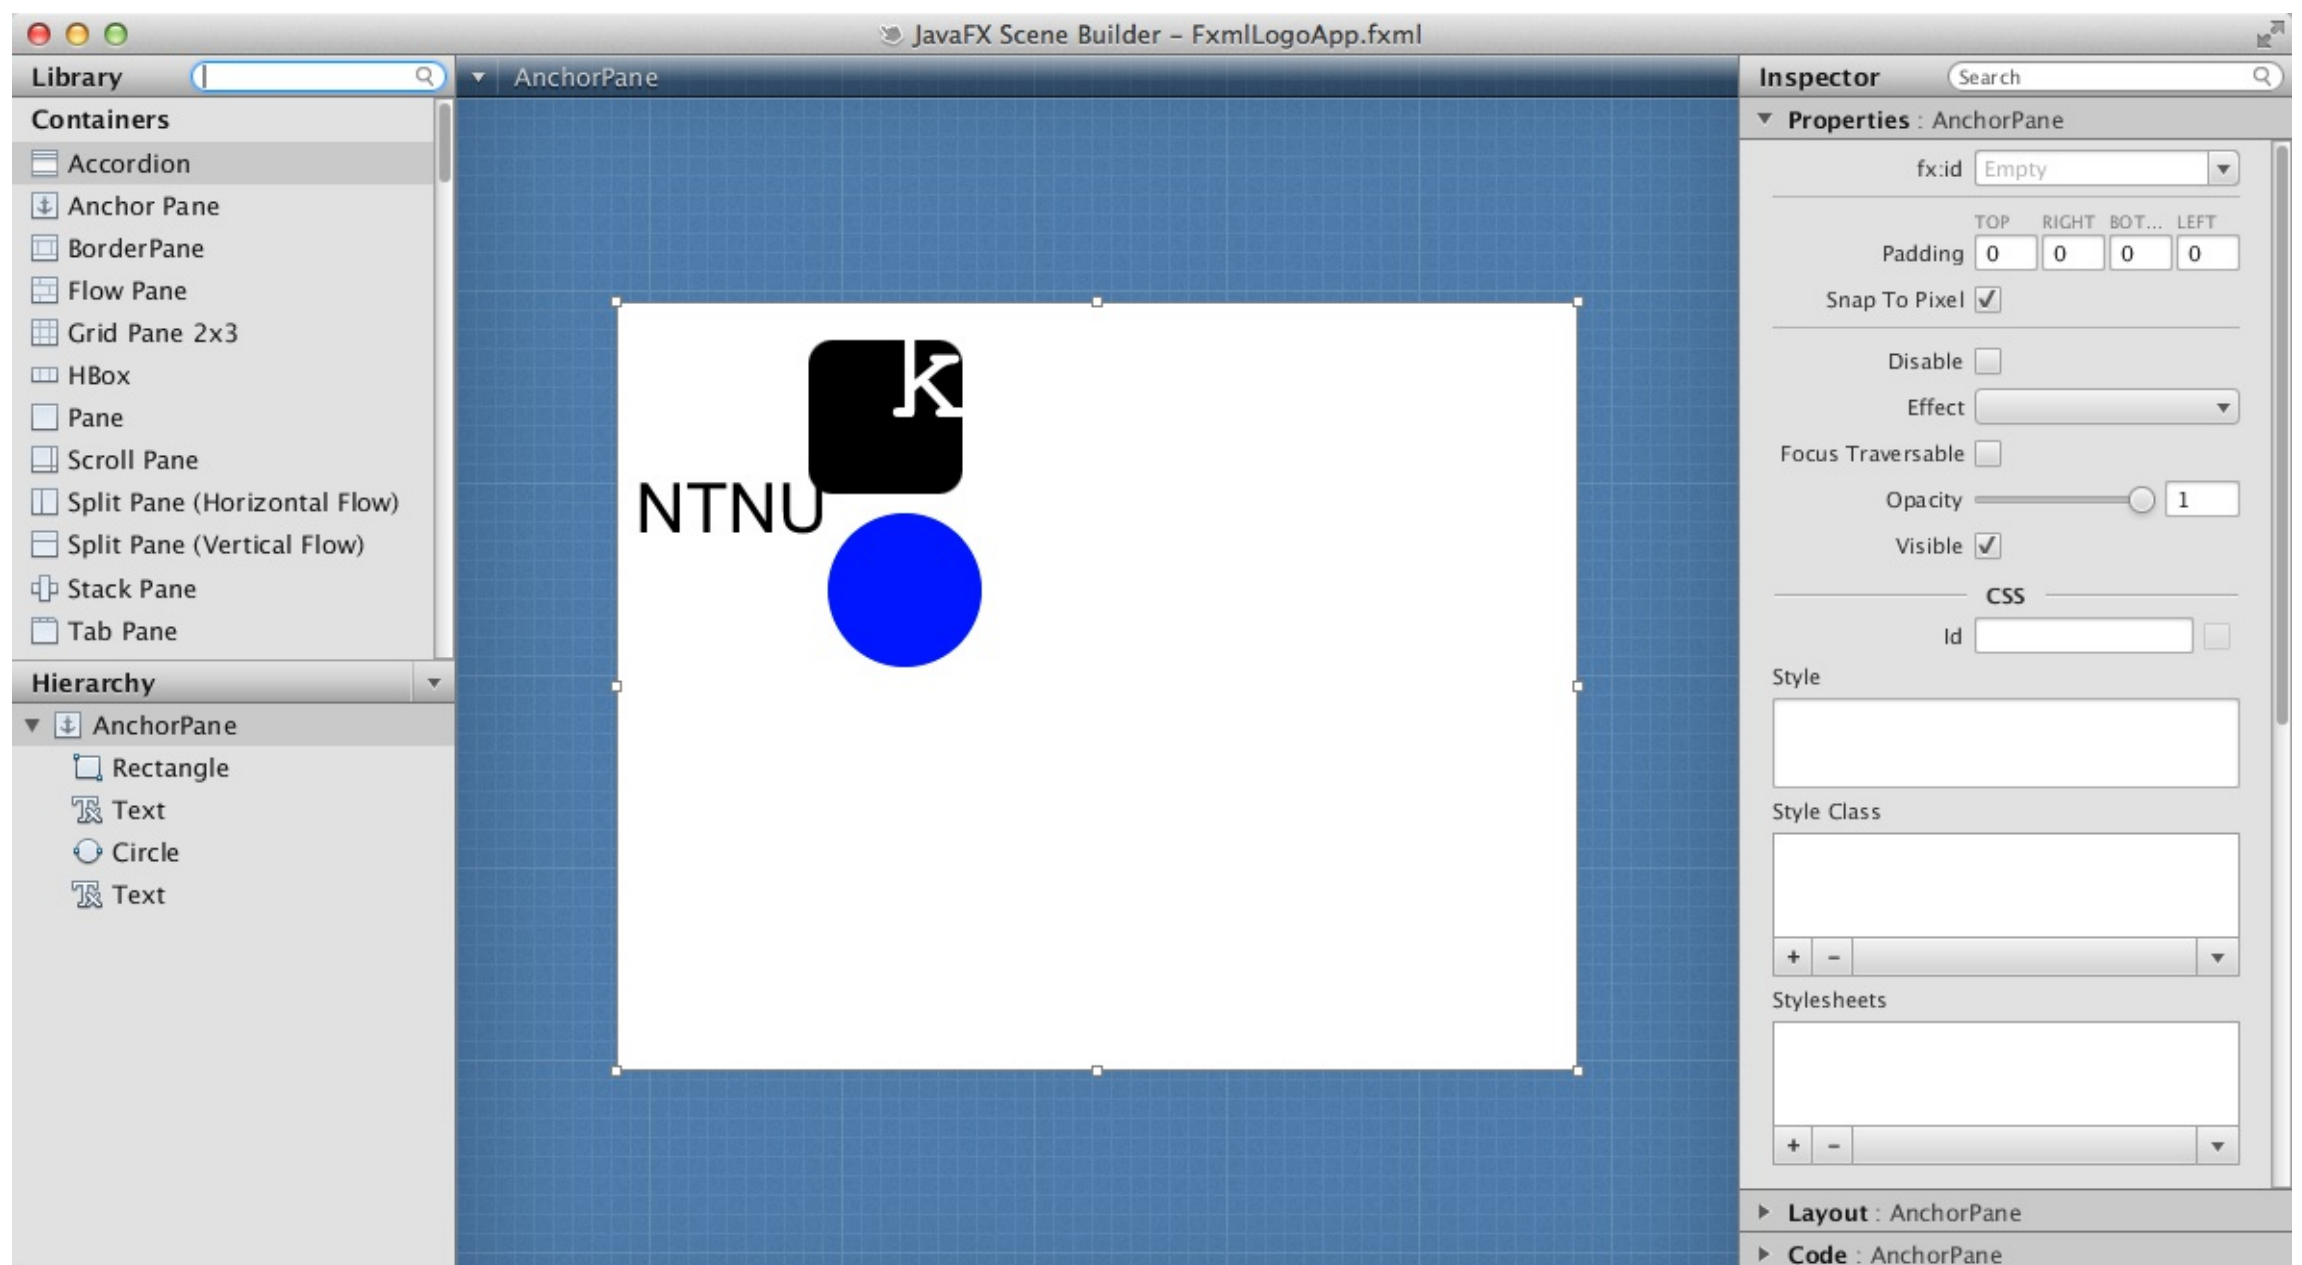 JavaFX Scene Builder – FxmlLogoApp.fxml
Library
Containers
Accordion
Anchor Pane
BorderPane
Flow Pane
Grid Pane 2x3
HBox
Pane
Scroll Pane
Split Pane (Horizontal Flow)
Split Pane (Vertical Flow)
Stack Pane
Tab Pane
Hierarchy
AnchorPane
Rectangle
Text
Circle
Text
AnchorPane
k
NTNU
Inspector Search
Properties : AnchorPane
fx:id Empty
TOP RIGHT BOT... LEFT
Padding 0 0 0 0
Snap To Pixel
Disable
Effect
Focus Traversable
Opacity 1
Visible
CSS
Id
Style
Style Class
+ -
Stylesheets
+ -
Layout : AnchorPane
Code : AnchorPane